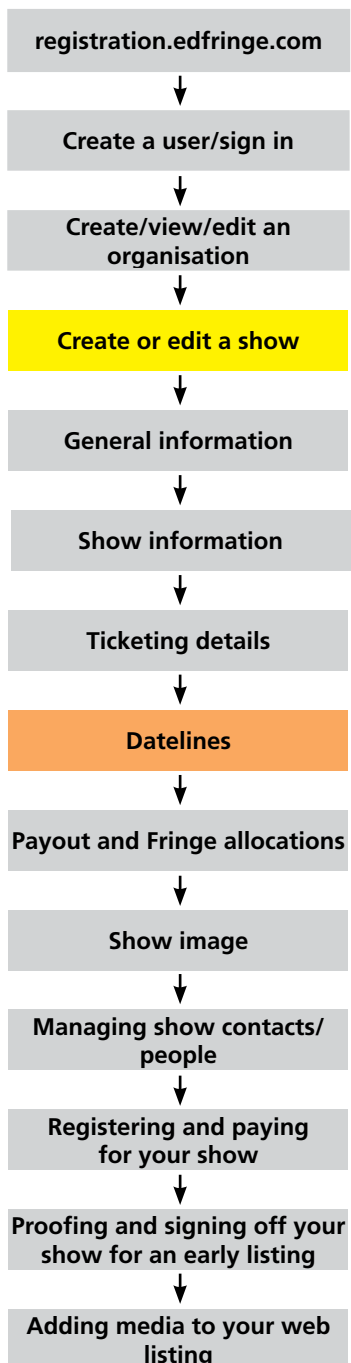 registration.edfringe.com
Create a user/sign in
Create/view/edit an
organisation
Create or edit a show
General information
Show information
Ticketing details
Datelines
Payout and Fringe allocations
Show image
Managing show contacts/
people
Registering and paying
for your show
Proofing and signing off your
show for an early listing
Adding media to your web
listing